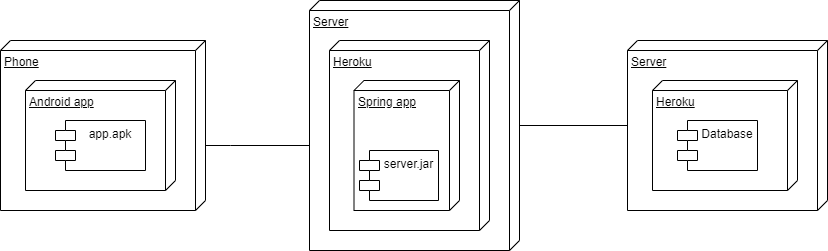 Phone
Android app
app.apk
Server
Heroku
Spring app
server.jar
Server
Heroku
Database